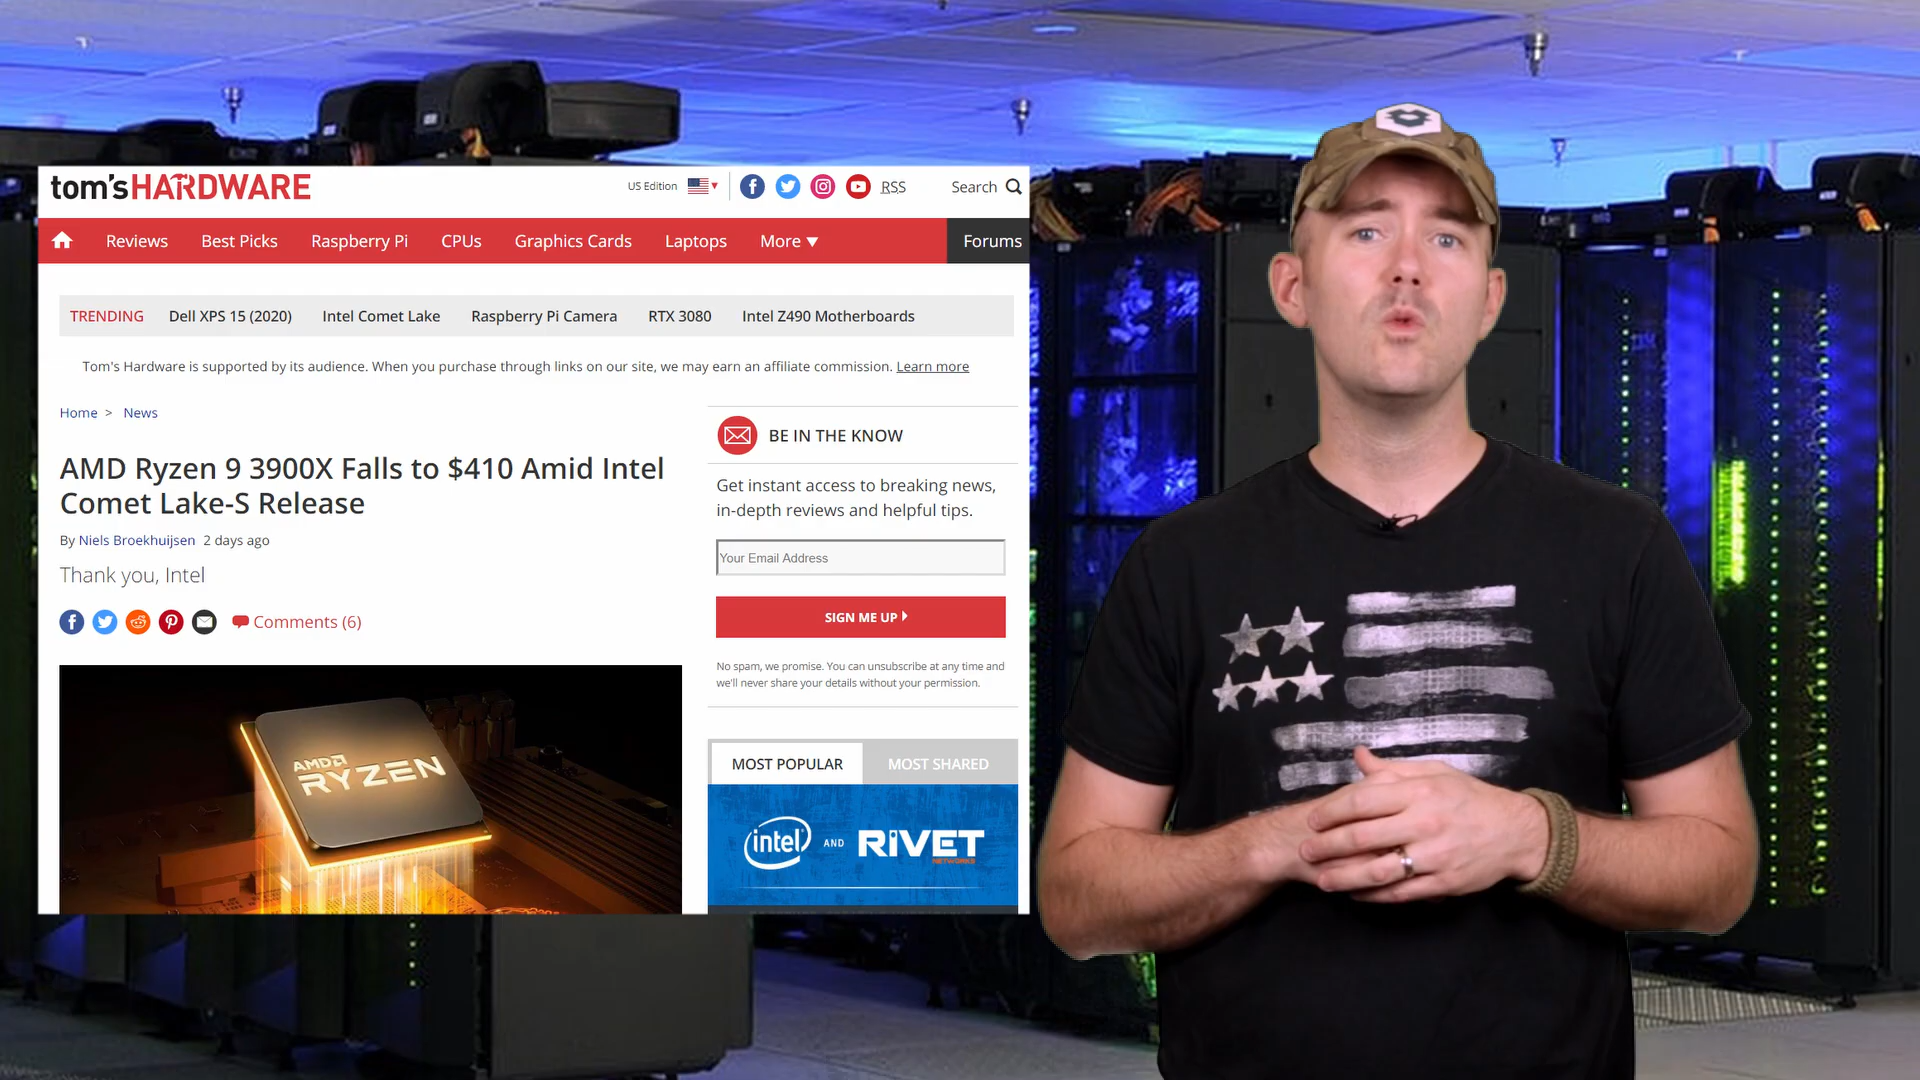 tom'sHARDWARE
US Edition
RSS
Search
Reviews Best Picks Raspberry Pi CPUs Graphics Cards Laptops More Forums
TRENDING Dell XPS 15 (2020) Intel Comet Lake Raspberry Pi Camera RTX 3080 Intel Z490 Motherboards
Tom's Hardware is supported by its audience. When you purchase through links on our site, we may earn an affiliate commission. Learn more
Home > News
AMD Ryzen 9 3900X Falls to $410 Amid Intel
Comet Lake-S Release
By Niels Broekhuijsen 2 days ago
Thank you, Intel
Comments (6)
AMD
RYZEN
BE IN THE KNOW
Get instant access to breaking news,
in-depth reviews and helpful tips.
Your Email Address
SIGN ME UP
No spam, we promise. You can unsubscribe at any time and
we'll never share your details without your permission.
MOST POPULAR MOST SHARED
intel AND RiVET
NETWORKS